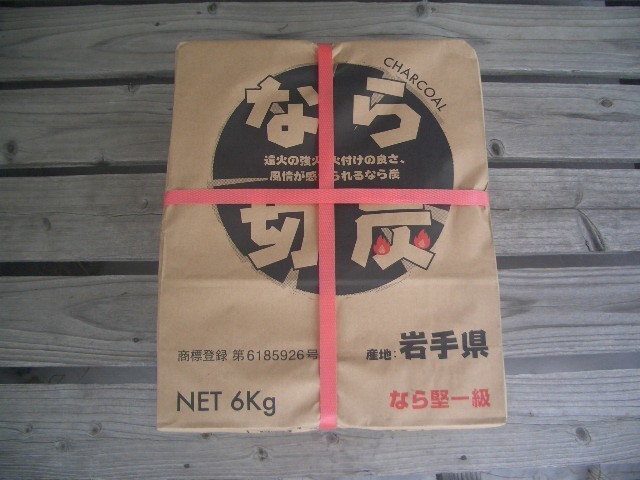 CHARCOAL
なら
遠火の強火 火付けの良さ、
風情が感 られるなら炭
切炭
商標登録 第6185926号
産地: 岩手県
NET 6Kg
なら堅一級